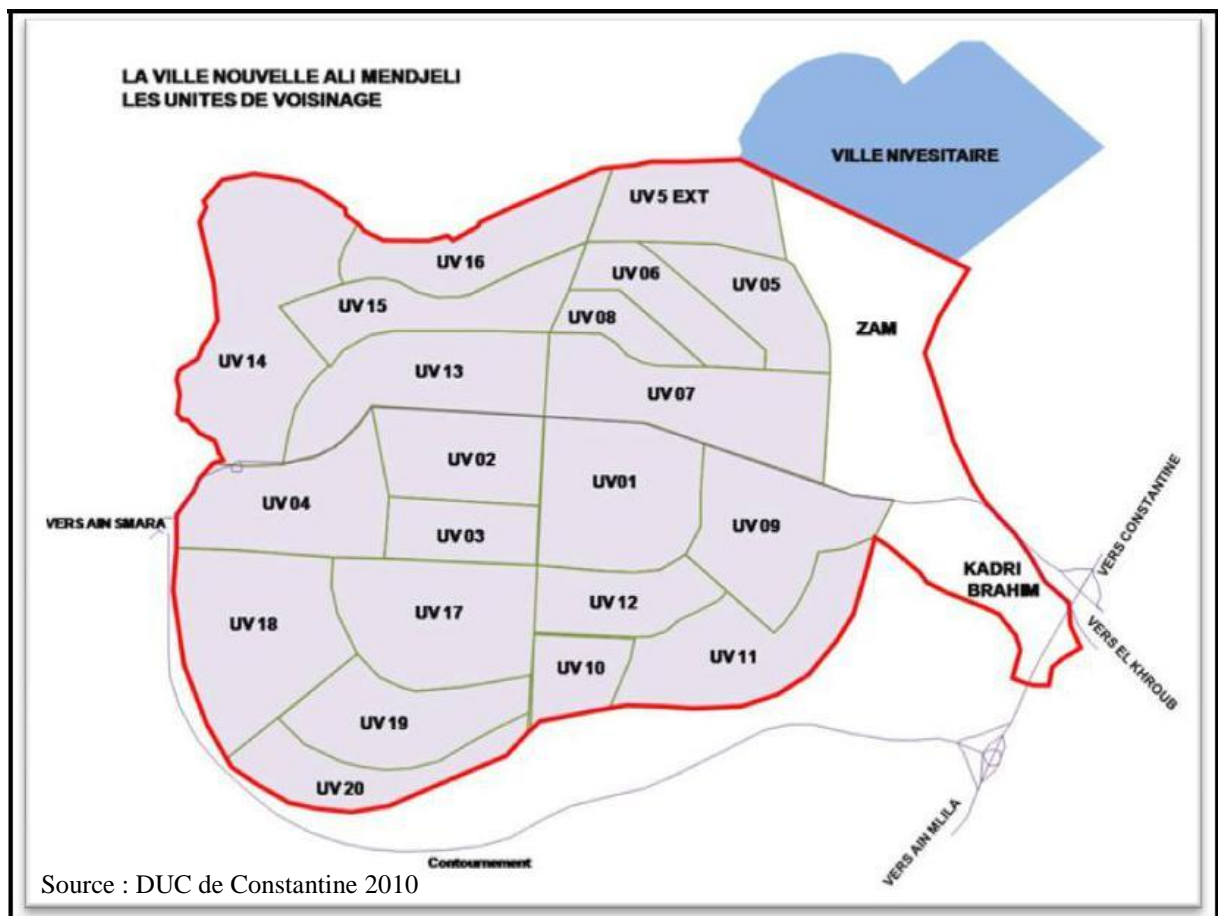 LA VILLE NOUVELLE ALI MENDJELI
LES UNITES DE VOISINAGE
VILLE NIVESITAIRE
UV 5 EXT
UV 16
UV 06
UV 05
UV 15
UV 08
ZAM
UV 14
UV 13
UV 07
UV 02
UV01
UV 04
VERS AIN SMARA
UV 09
UV 03
VERS CONSTANTINE
KADRI
BRAHIM
UV 12
UV 17
UV 18
VERS EL KHROUB
UV 11
UV 10
UV 19
UV 20
VERS AIN MLILA
Contournement
Source : DUC de Constantine 2010